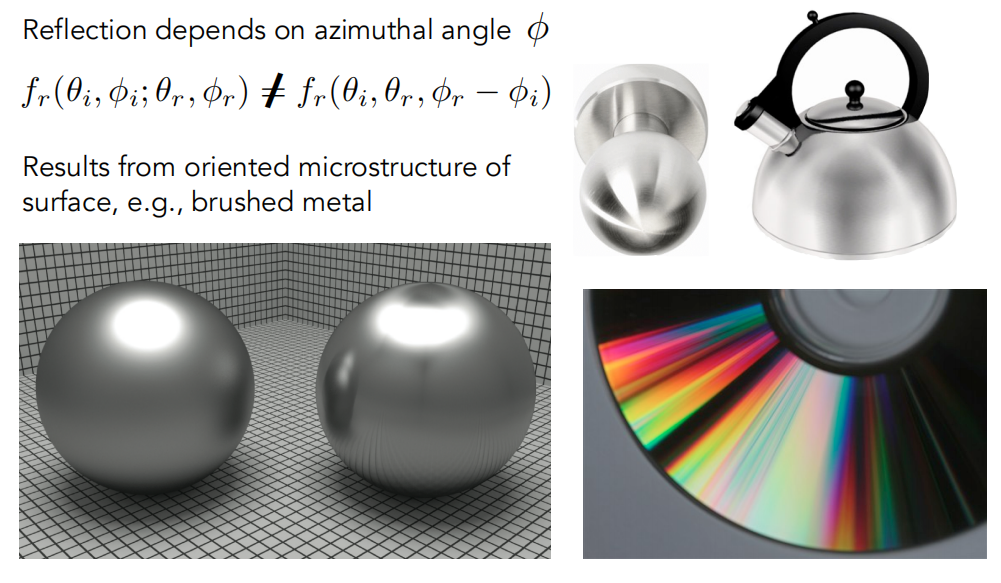 Reflection depends on azimuthal angle ϕ
f_r(θ_i, ϕ_i; θ_r, ϕ_r) ≠ f_r(θ_i, θ_r, ϕ_r − ϕ_i)
Results from oriented microstructure of
surface, e.g., brushed metal